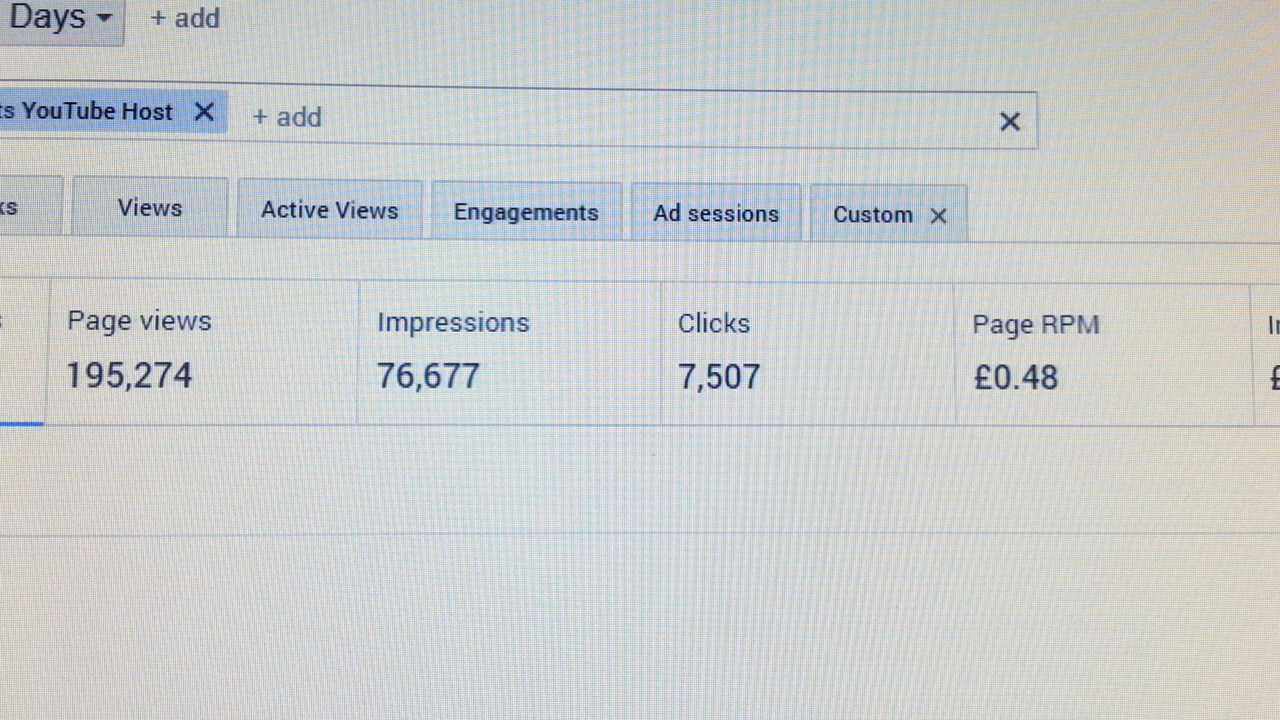 Days + add
YouTube Host × + add ×
Views Active Views Engagements Ad sessions Custom ×
Page views Impressions Clicks Page RPM
195,274 76,677 7,507 £0.48 £